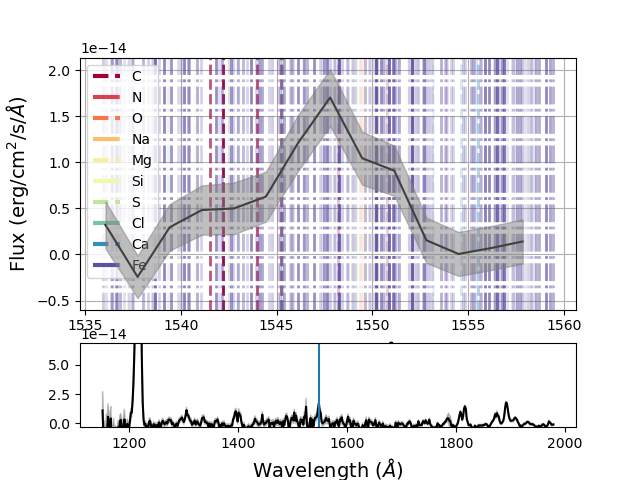 1e−14
2.0
1.5
1.0
0.5
0.0
−0.5
Flux (erg/cm²/s/Å)
C
N
O
Na
Mg
Si
S
Cl
Ca
Fe
1535 1540 1545 1550 1555 1560
1e−14
5.0
2.5
0.0
1200 1400 1600 1800 2000
Wavelength (Å)